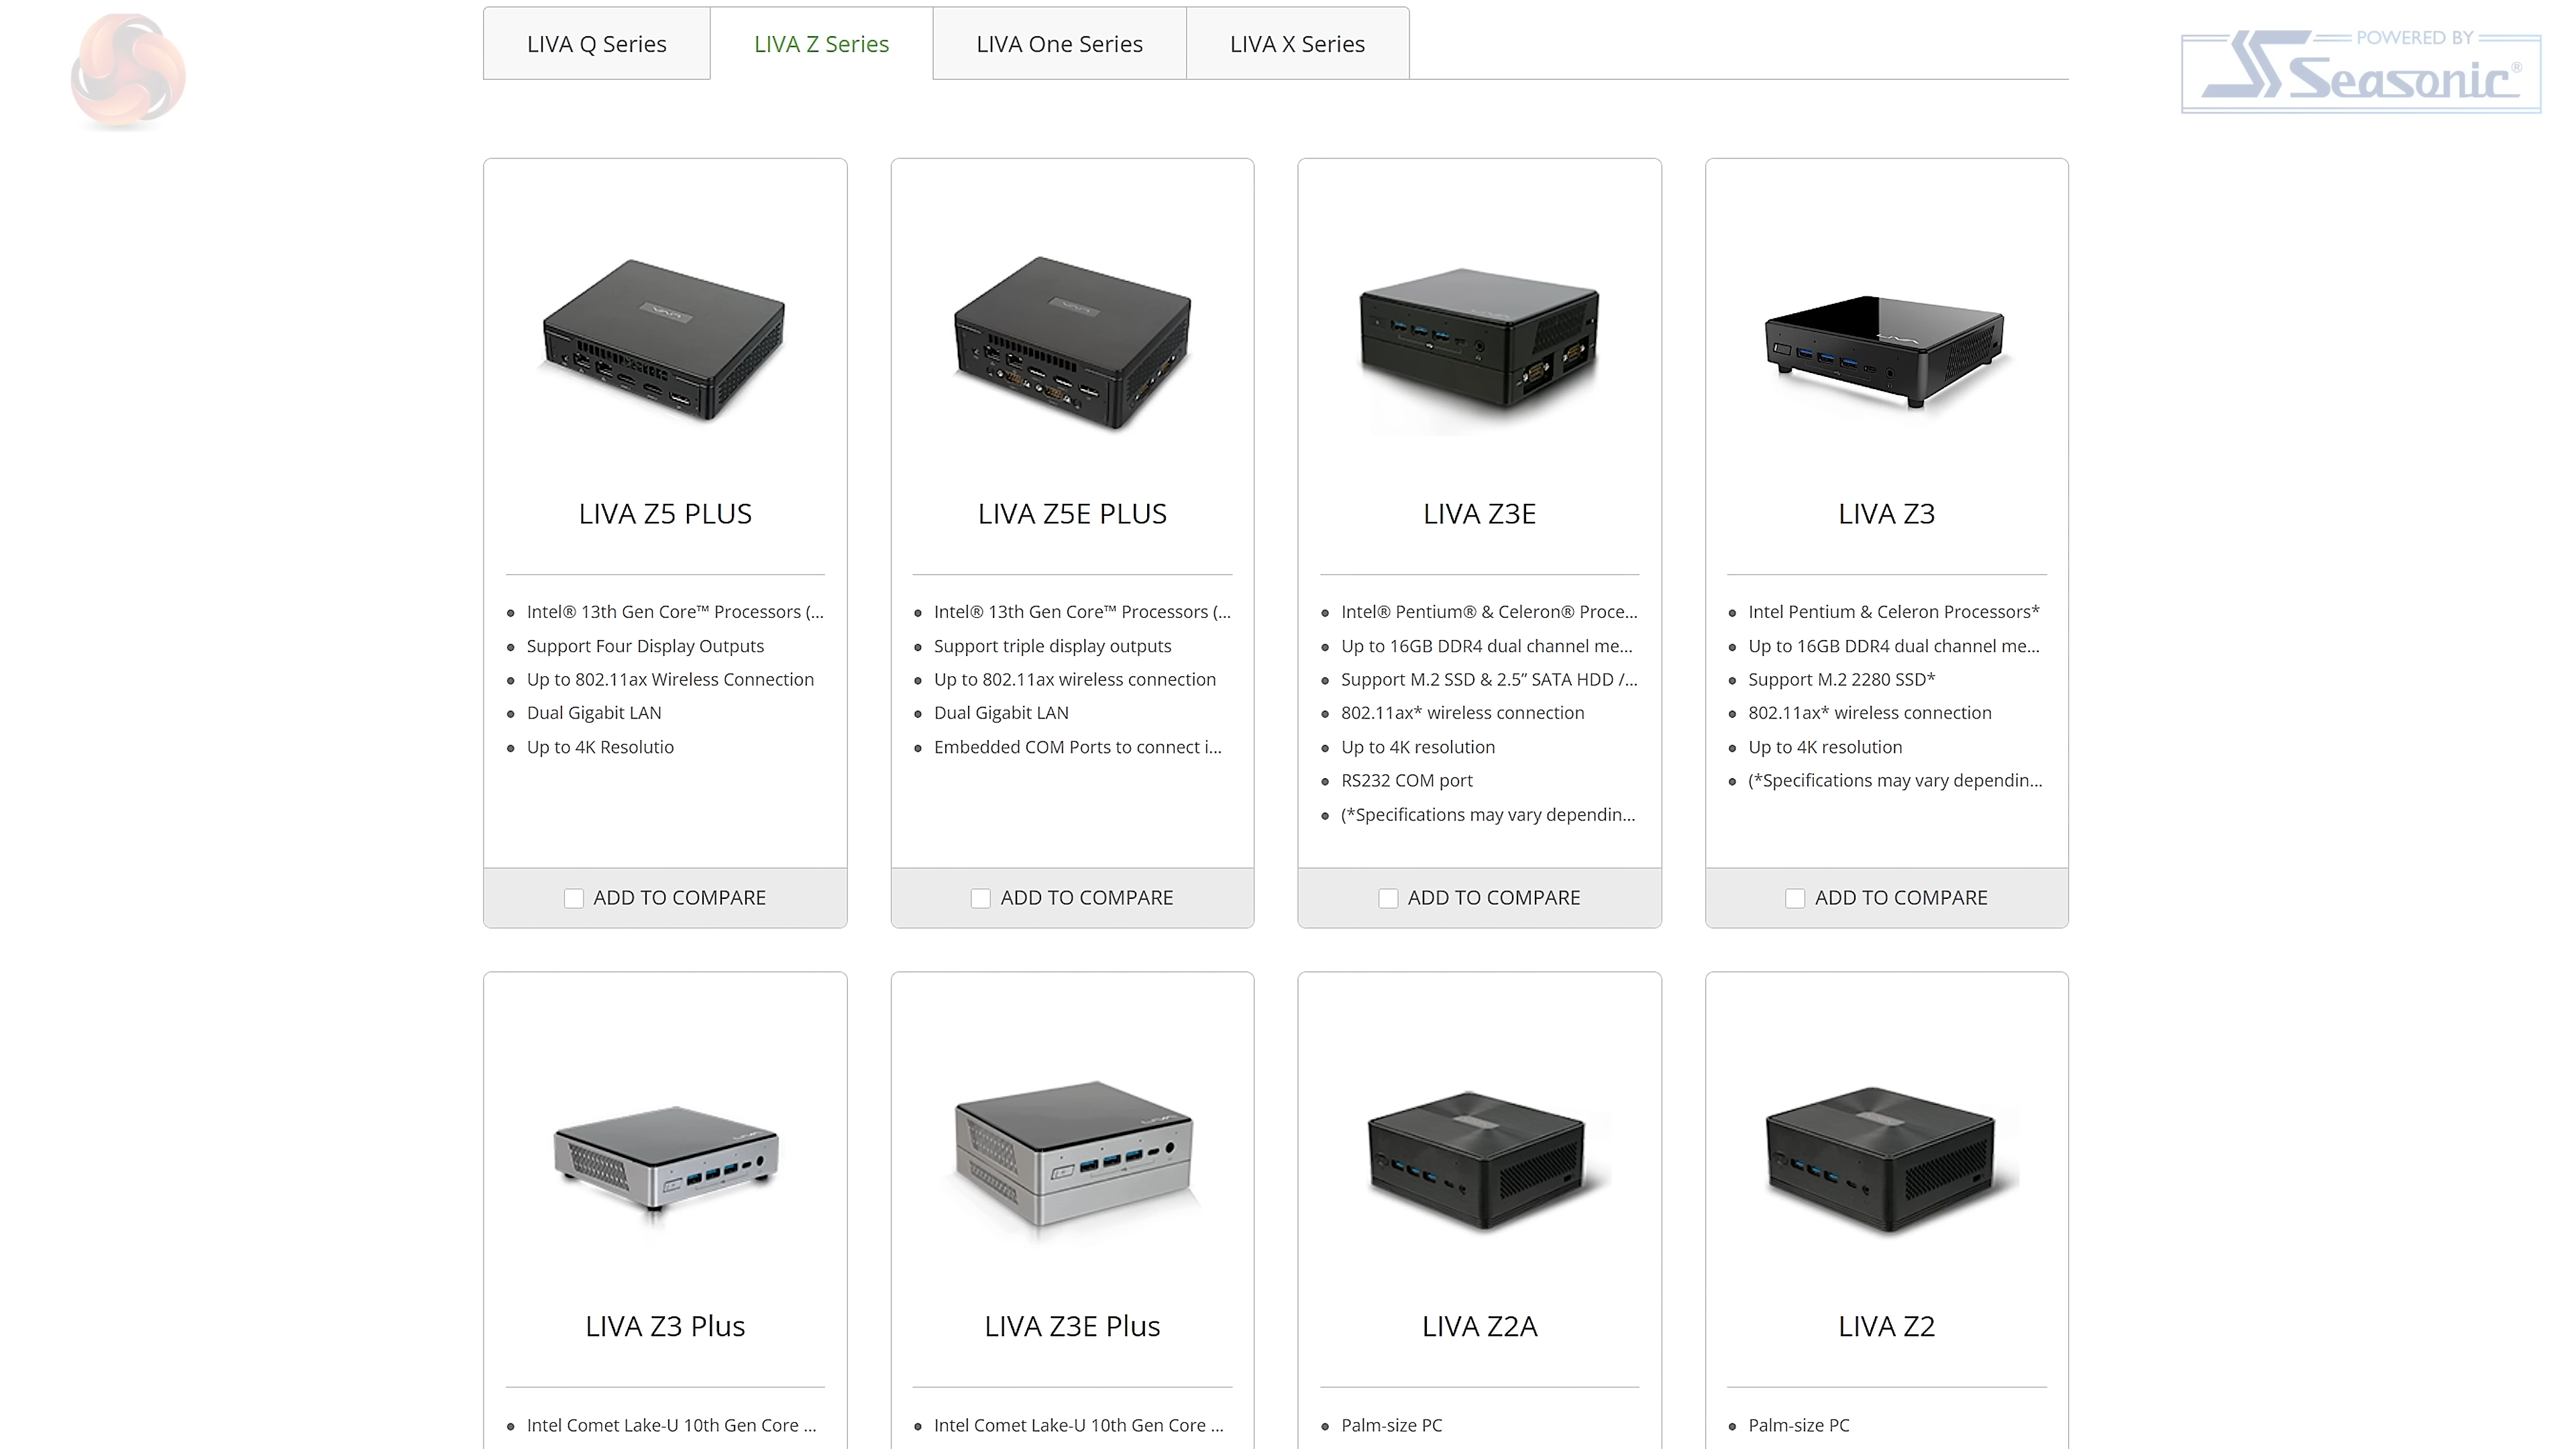 LIVA Q Series
LIVA Z Series
LIVA One Series
LIVA X Series
POWERED BY
Seasonic®
LIVA Z5 PLUS
Intel® 13th Gen Core™ Processors (...
Support Four Display Outputs
Up to 802.11ax Wireless Connection
Dual Gigabit LAN
Up to 4K Resolutio
ADD TO COMPARE
LIVA Z5E PLUS
Intel® 13th Gen Core™ Processors (...
Support triple display outputs
Up to 802.11ax wireless connection
Dual Gigabit LAN
Embedded COM Ports to connect i...
ADD TO COMPARE
LIVA Z3E
Intel® Pentium® & Celeron® Proce...
Up to 16GB DDR4 dual channel me...
Support M.2 SSD & 2.5” SATA HDD /...
802.11ax* wireless connection
Up to 4K resolution
RS232 COM port
(*Specifications may vary dependin...
ADD TO COMPARE
LIVA Z3
Intel Pentium & Celeron Processors*
Up to 16GB DDR4 dual channel me...
Support M.2 2280 SSD*
802.11ax* wireless connection
Up to 4K resolution
(*Specifications may vary dependin...
ADD TO COMPARE
LIVA Z3 Plus
Intel Comet Lake-U 10th Gen Core ...
LIVA Z3E Plus
Intel Comet Lake-U 10th Gen Core ...
LIVA Z2A
Palm-size PC
LIVA Z2
Palm-size PC